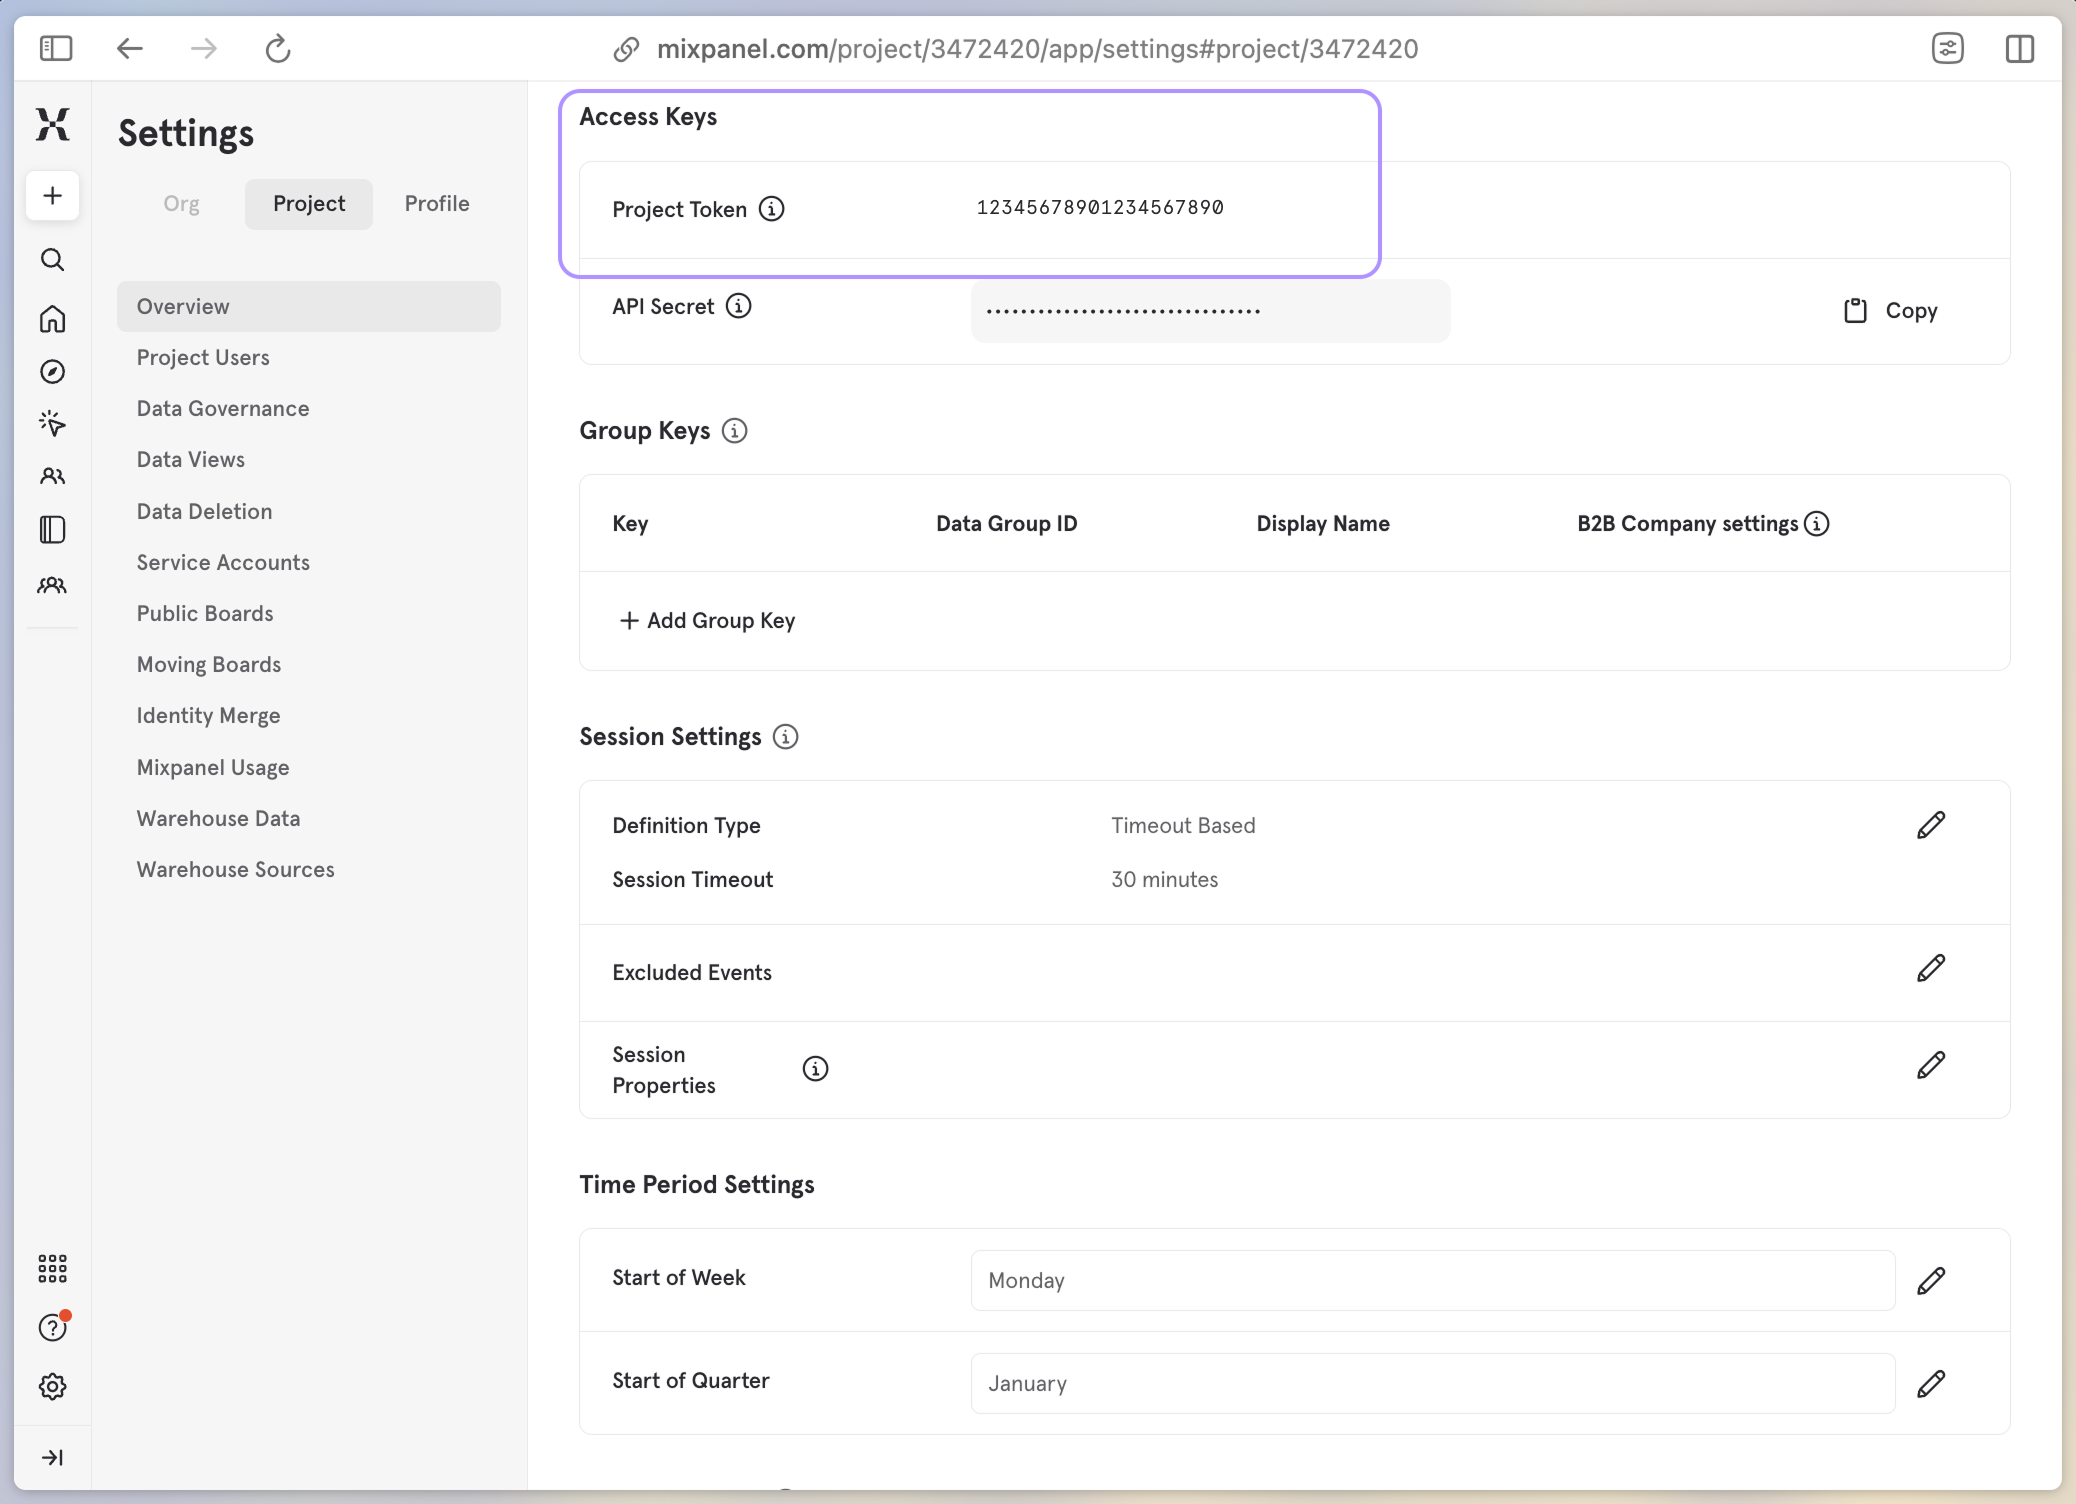 mixpanel.com/project/3472420/app/settings#project/3472420
Settings
Org
Project
Profile
Overview
Project Users
Data Governance
Data Views
Data Deletion
Service Accounts
Public Boards
Moving Boards
Identity Merge
Mixpanel Usage
Warehouse Data
Warehouse Sources
Access Keys
Project Token
12345678901234567890
API Secret
Copy
Group Keys
Key
Data Group ID
Display Name
B2B Company settings
Add Group Key
Session Settings
Definition Type
Timeout Based
Session Timeout
30 minutes
Excluded Events
Session
Properties
Time Period Settings
Start of Week
Monday
Start of Quarter
January